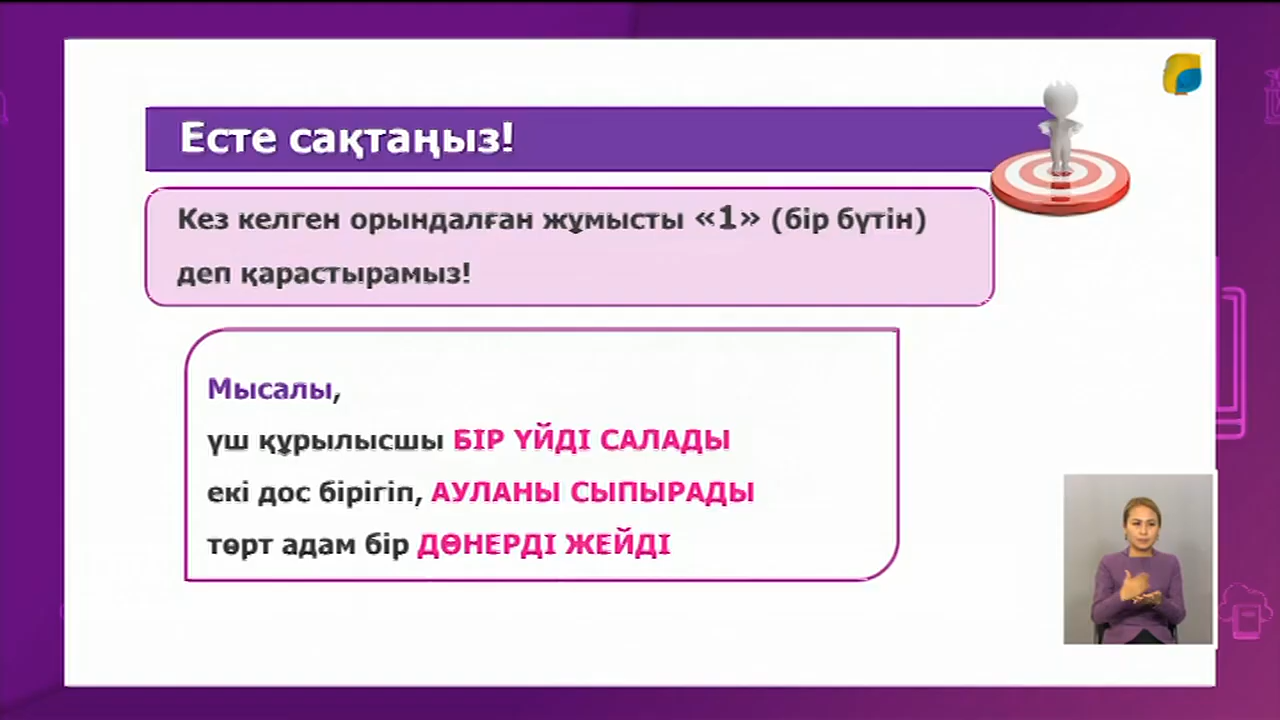 Есте сақтаңыз!
Кез келген орындалған жұмысты «1» (бір бүтін)
деп қарастырамыз!
Мысалы,
үш құрылысшы БІР ҮЙДІ САЛАДЫ
екі дос бірігіп, АУЛАНЫ СЫПЫРАДЫ
төрт адам бір ДӨНЕРДІ ЖЕЙДІ